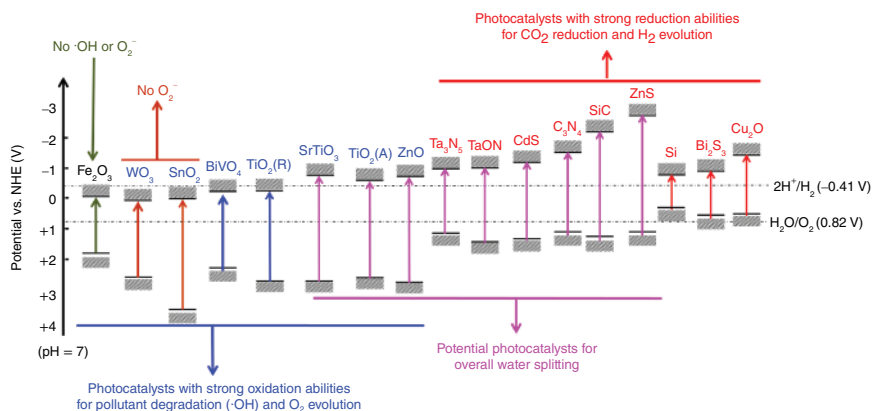 Photocatalysts with strong reduction abilities
for CO₂ reduction and H₂ evolution
No ·OH or O₂⁻
No O₂⁻
Potential vs. NHE (V)
−3
−2
−1
0
+1
+2
+3
+4
(pH = 7)
Fe₂O₃
WO₃
SnO₂
BiVO₄
TiO₂(R)
SrTiO₃
TiO₂(A)
ZnO
Ta₃N₅
TaON
CdS
C₃N₄
SiC
ZnS
Si
Bi₂S₃
Cu₂O
2H⁺/H₂ (−0.41 V)
H₂O/O₂ (0.82 V)
Potential photocatalysts for
overall water splitting
Photocatalysts with strong oxidation abilities
for pollutant degradation (·OH) and O₂ evolution